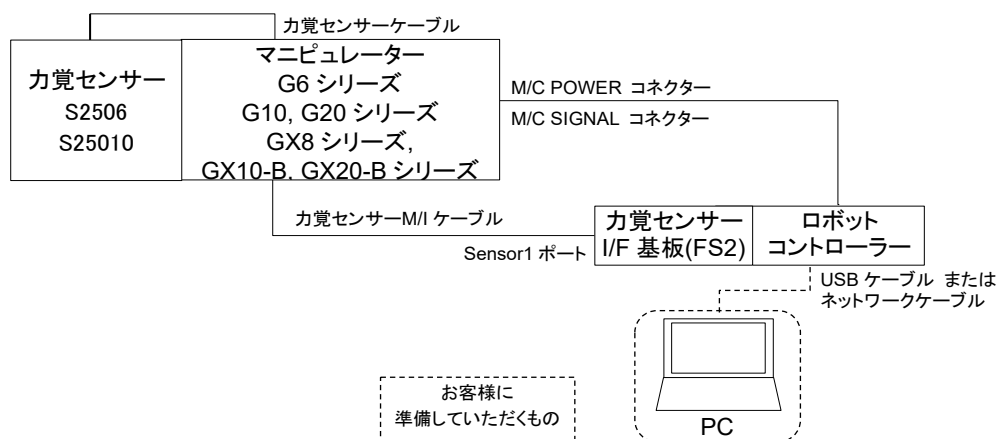 力覚センサーケーブル
力覚センサー
S2506
S25010
マニピュレーター
G6 シリーズ
G10, G20 シリーズ
GX8 シリーズ,
GX10-B, GX20-B シリーズ
M/C POWER コネクター
M/C SIGNAL コネクター
力覚センサーM/I ケーブル
Sensor1 ポート
力覚センサー
I/F 基板(FS2)
ロボット
コントローラー
USB ケーブル または
ネットワークケーブル
お客様に
準備していただくもの
PC